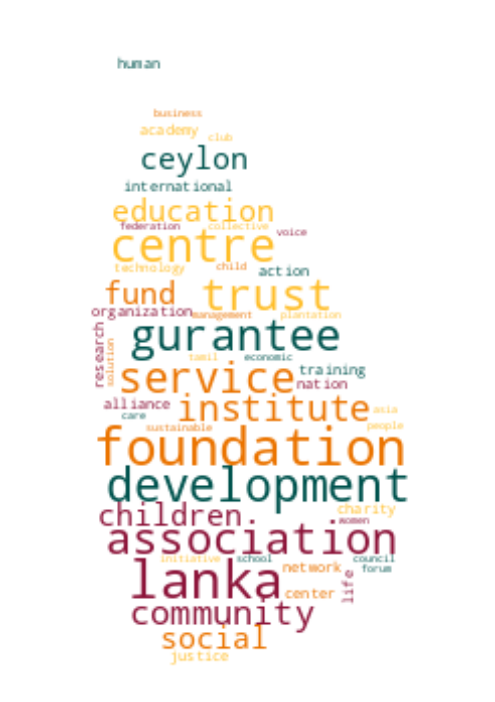 human
business
academy
club
ceylon
international
education
federation collective
voice
centre
technology child action
fund trust
organization management plantation
gurantee
research
solution
tamil economic
training
service nation
alliance institute asia
care
sustainable people
foundation
development
children charity
women
association
initiative school council
network forum
lanka center life
community
social
justice